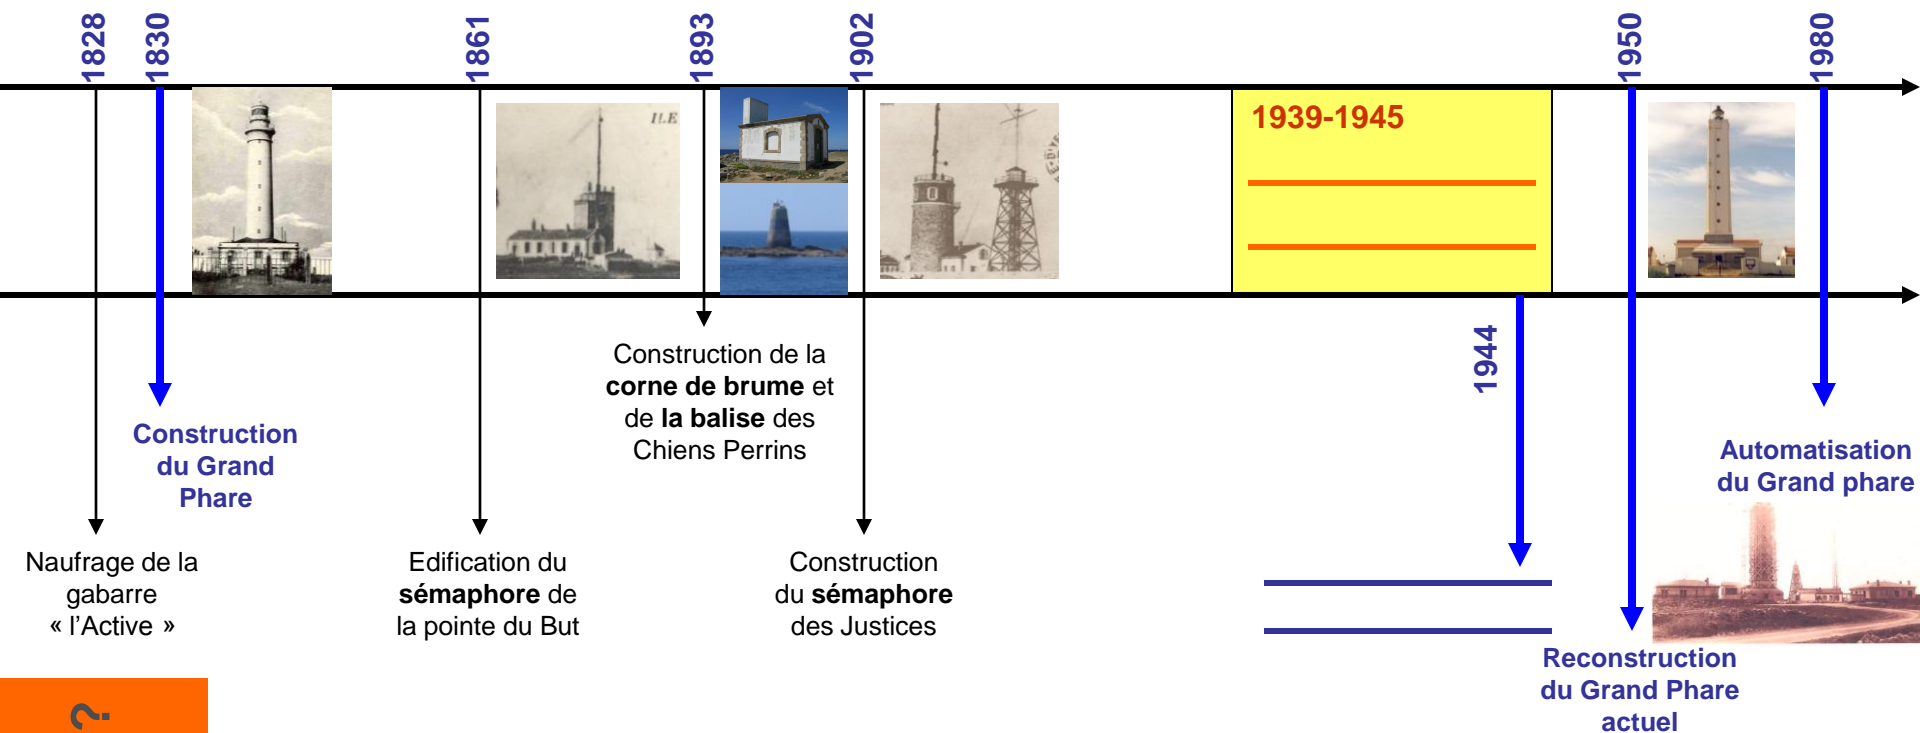 1828
1830
1861
1893
1902
1950
1980
ILE
1939-1945
1944
Construction de la
corne de brume et
de la balise des
Chiens Perrins
Construction
du Grand
Phare
Automatisation
du Grand phare
Naufrage de la
gabarre
« l'Active »
Edification du
sémaphore de
la pointe du But
Construction
du sémaphore
des Justices
Reconstruction
du Grand Phare
actuel
?